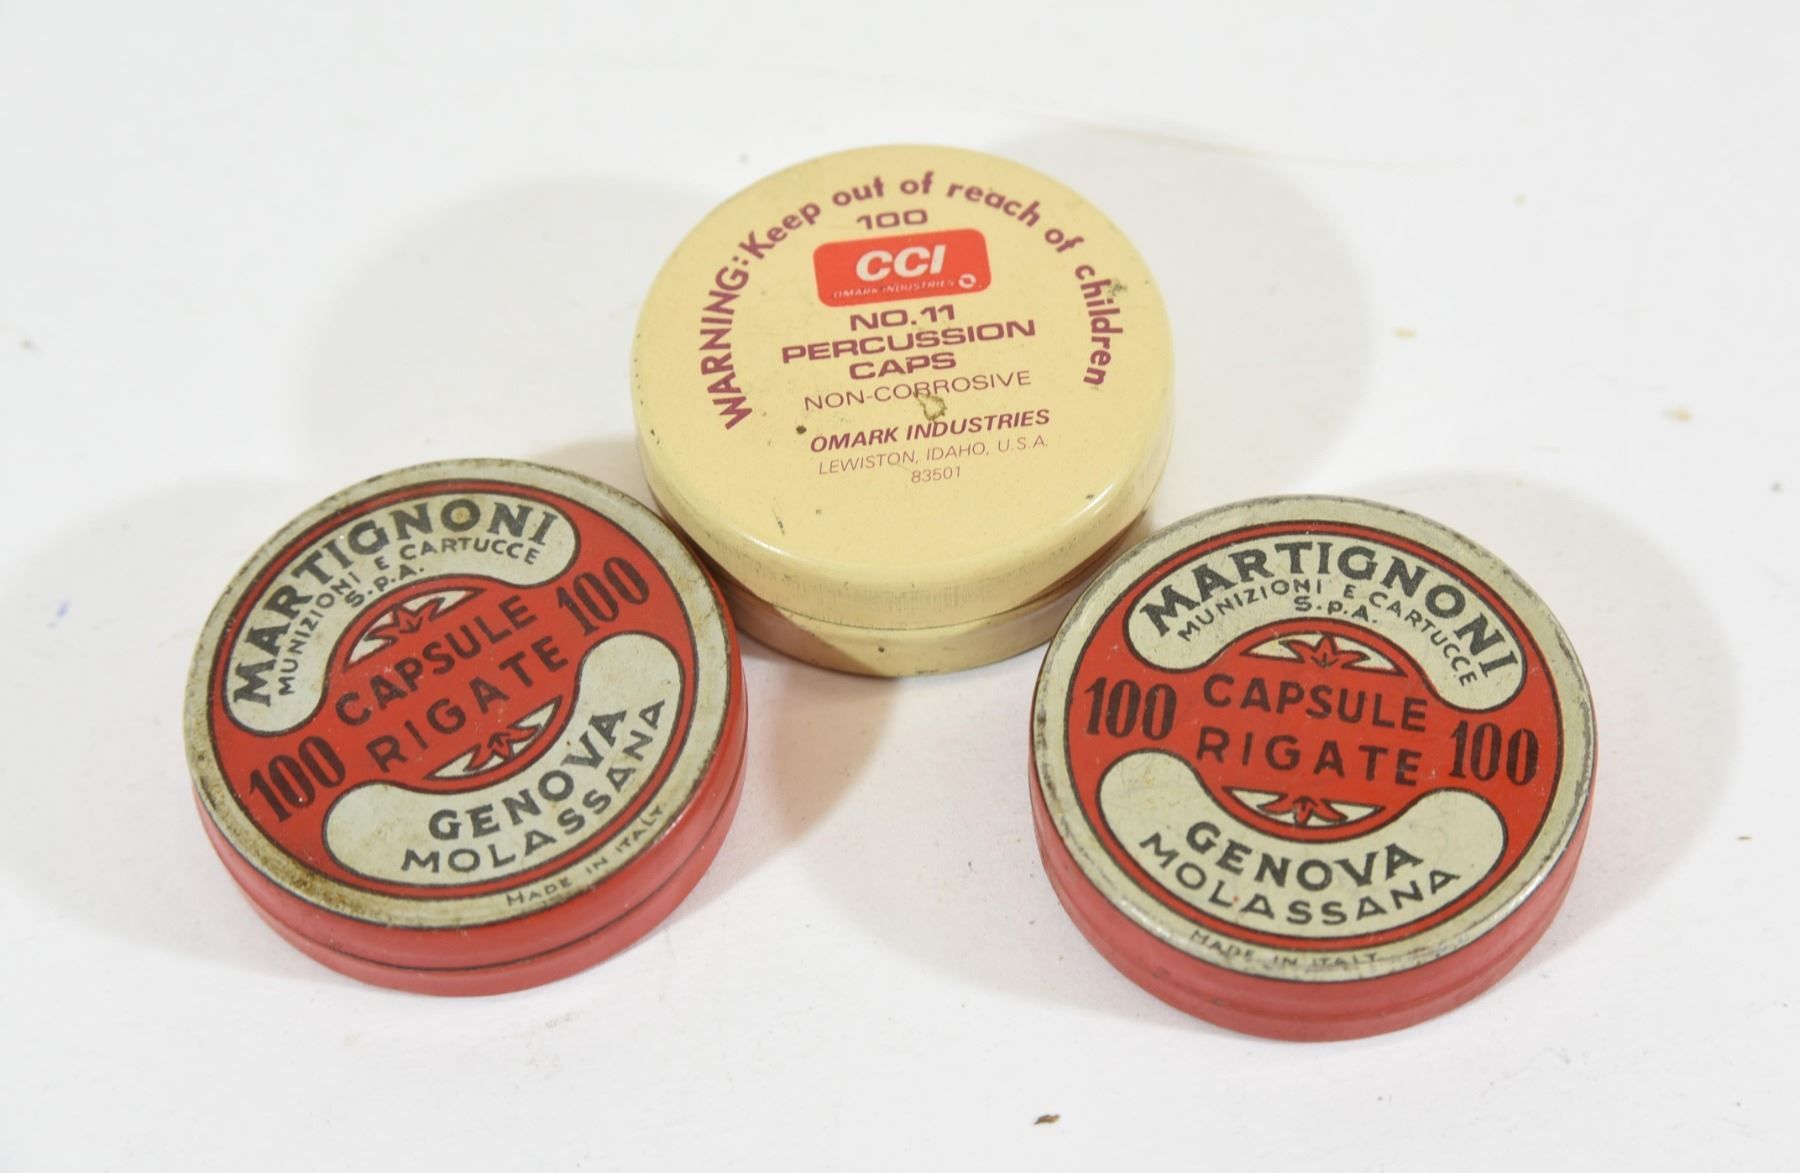 WARNING: Keep out of reach of children
100
CCI
OMARK INDUSTRIES
NO. 11
PERCUSSION
CAPS
NON-CORROSIVE
OMARK INDUSTRIES
LEWISTON, IDAHO, U.S.A.
83501
MARTIGNONI
MUNIZIONI E CARTUCCE
S.P.A.
100 CAPSULE 100
RIGATE
GENOVA
MOLASSANA
MADE IN ITALY
MARTIGNONI
MUNIZIONI E CARTUCCE
S.P.A.
100 CAPSULE 100
RIGATE
GENOVA
MOLASSANA
MADE IN ITALY